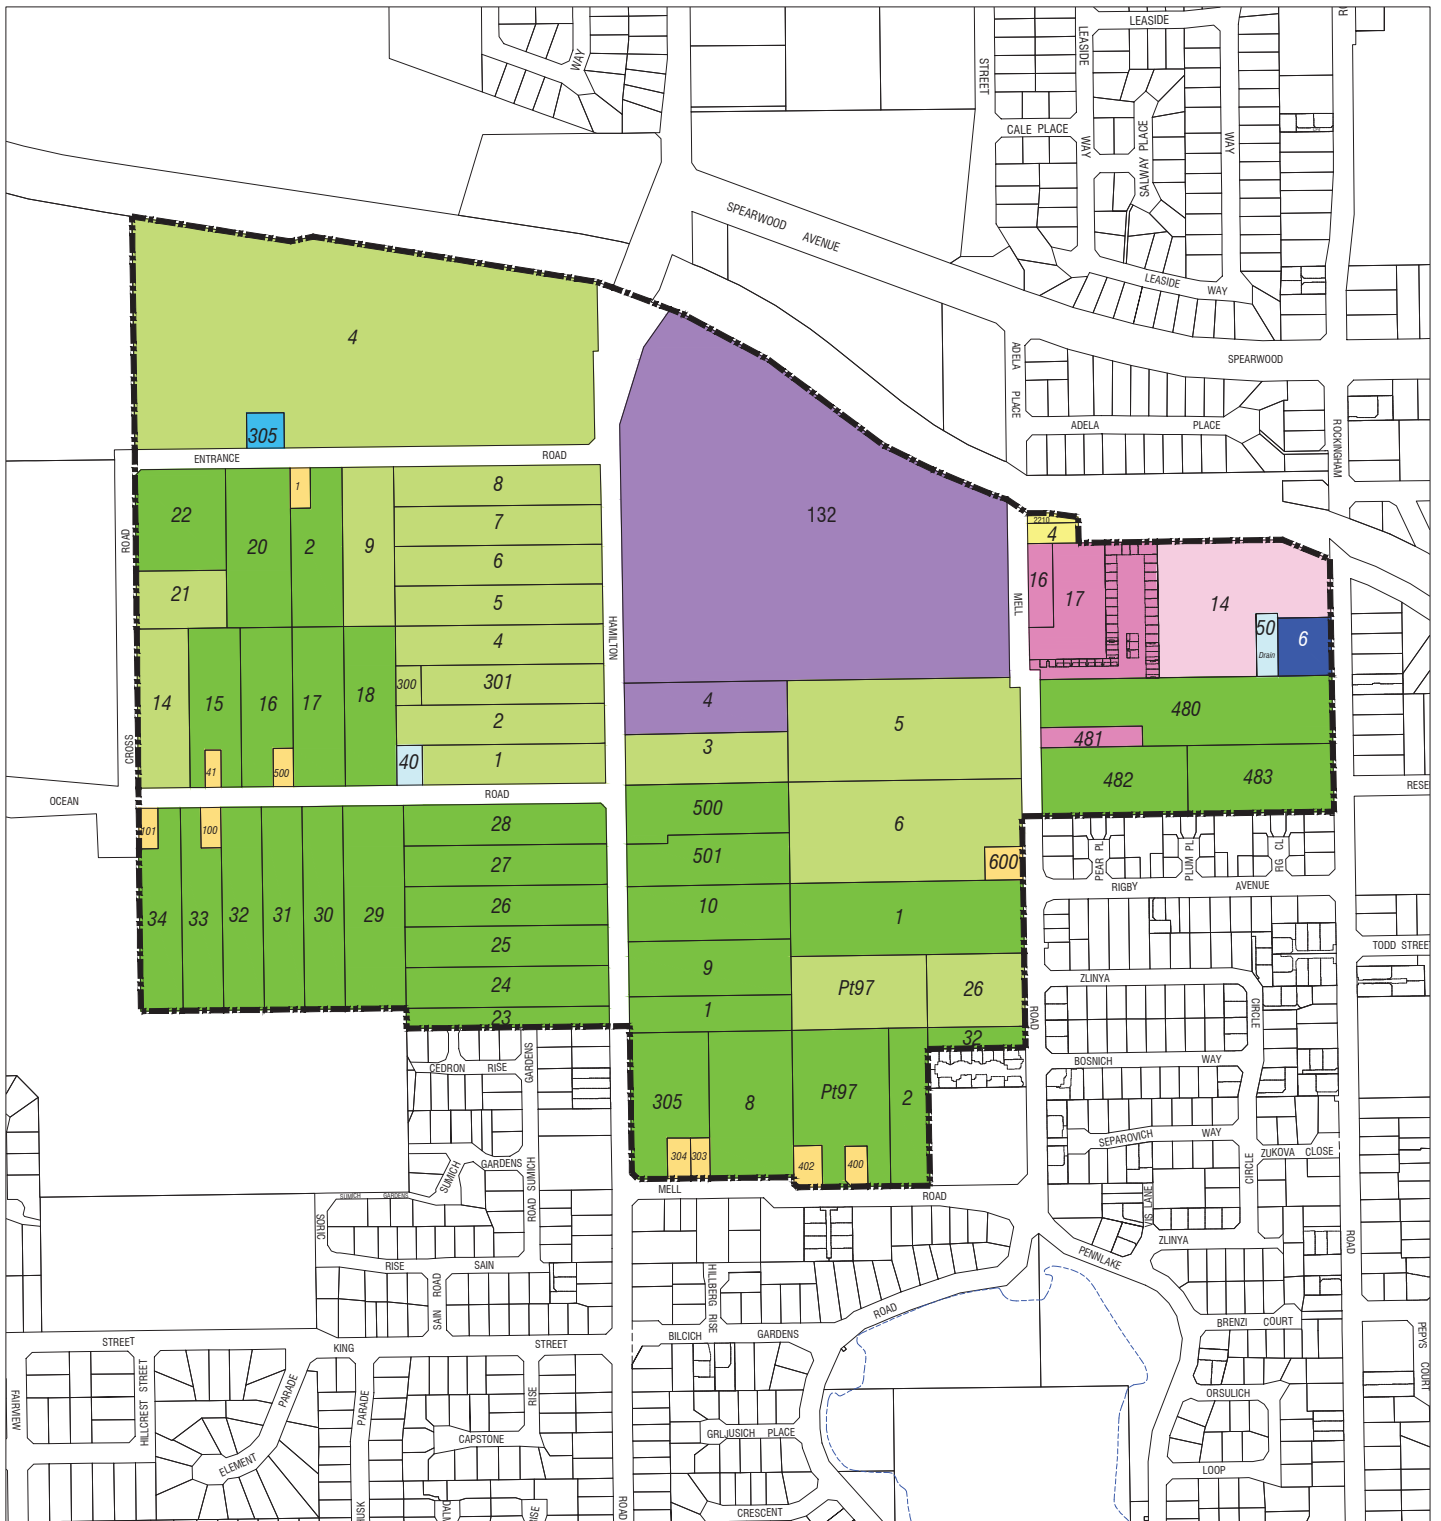 LEASIDE
WAY
STREET
LEASIDE
CALE PLACE
WAY
SALWAY PLACE
WAY
SPEARWOOD AVENUE
LEASIDE WAY
SPEARWOOD
4
ADELA PLACE
ADELA PLACE
305
ROCKINGHAM
ENTRANCE ROAD
8
1
22
132
7
ROAD
20
2
9
2210
4
6
16
17
14
21
5
MELL
50
6
HAMILTON
4
Drain
14
15
16
17
18
300
301
4
480
2
5
481
CROSS
3
40
1
41
500
482
483
OCEAN
ROAD
RESE
500
101
100
28
6
501
27
600
PEAR PL
PLUM PL
RG CL
RIGBY AVENUE
34
33
32
31
30
29
26
10
1
25
TODD STREE
9
24
Pt97
26
ZLINYA
1
23
ROAD
CIRCLE
32
CEDRON RISE
GARDENS
BOSNICH WAY
305
8
Pt97
2
304
303
402
400
SEPAROVICH WAY
ZUKOVA CLOSE
SUMICH
GARDENS
CIRCLE
MELL ROAD
SUMICH GARDENS
ROAD SUMICH
SORIC
VIS LANE
ROAD
ZLINYA
PENNLAKE
RISE SAIN
SAIN ROAD
HILLBERG RISE
ROAD
BRENZI COURT
BILCICH GARDENS
STREET
KING STREET
PEPYS COURT
FAIRVIEW
HILLCREST STREET
PARADE
PARADE
RISE
ORSULICH
GRLJUSICH PLACE
CAPSTONE
ELEMENT
LOOP
ROAD
CRESCENT